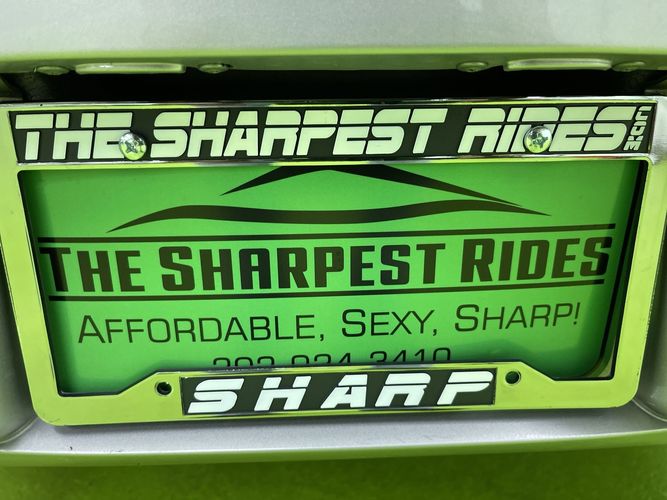 THE SHARPEST RIDES.COM
THE SHARPEST RIDES
AFFORDABLE, SEXY, SHARP!
SHARP